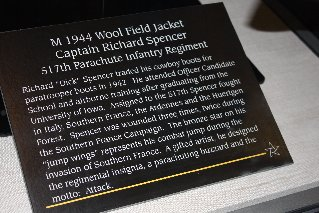 M 1944 Wool Field Jacket
Captain Richard Spencer
517th Parachute Infantry Regiment
Richard "Dick" Spencer traded his cowboy boots for
paratrooper boots in 1942. He attended Officer Candidate
School and airborne training after graduating from the
University of Iowa. Assigned to the 517th Spencer fought
in Italy, Southern France, the Ardennes and the Huertgen
Forest. Spencer was wounded three times, twice during
the Southern France Campaign. The bronze star on his
"jump wings" represents his combat jump during the
invasion of Southern France. A gifted artist, he designed
the regimental insignia, a parachuting buzzard and the
motto: Attack.